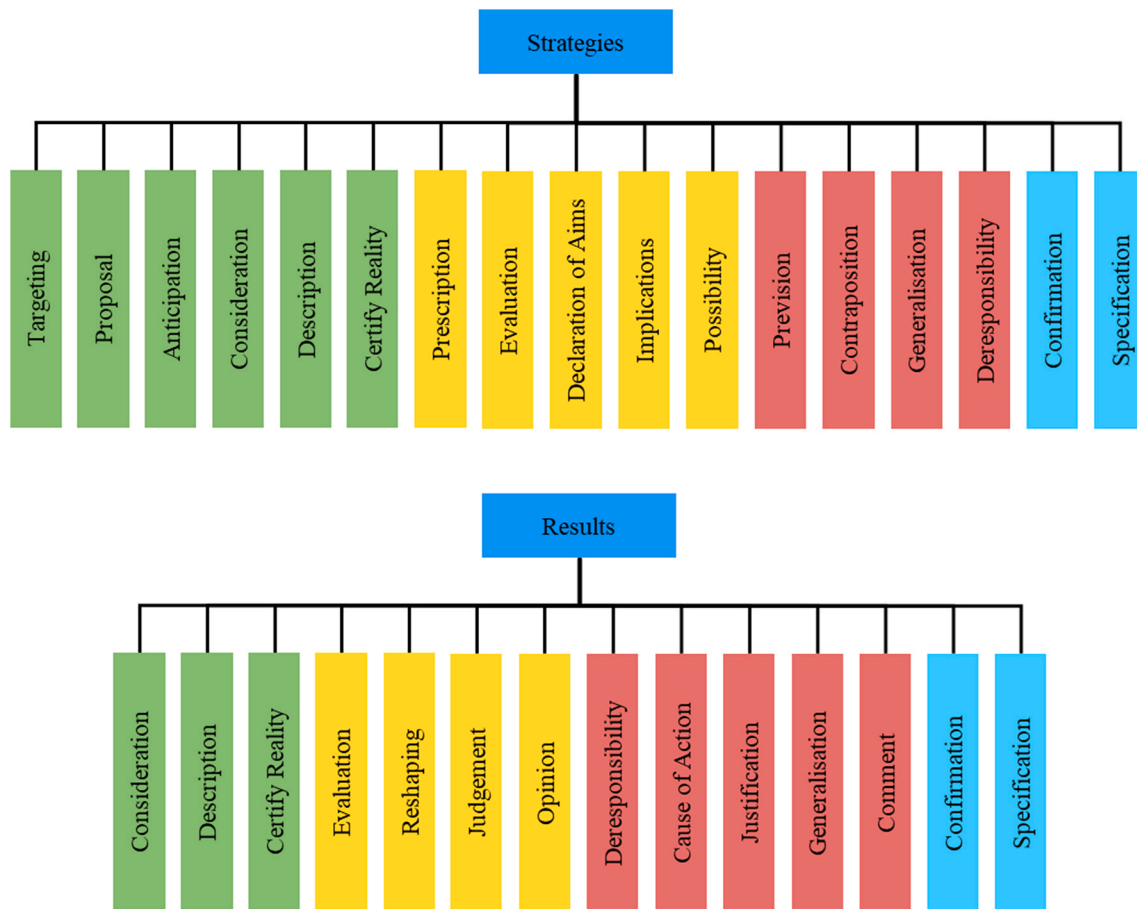 Strategies
Targeting
Proposal
Anticipation
Consideration
Description
Certify Reality
Prescription
Evaluation
Declaration of Aims
Implications
Possibility
Prevision
Contraposition
Generalisation
Deresponsibility
Confirmation
Specification
Results
Consideration
Description
Certify Reality
Evaluation
Reshaping
Judgement
Opinion
Deresponsibility
Cause of Action
Justification
Generalisation
Comment
Confirmation
Specification